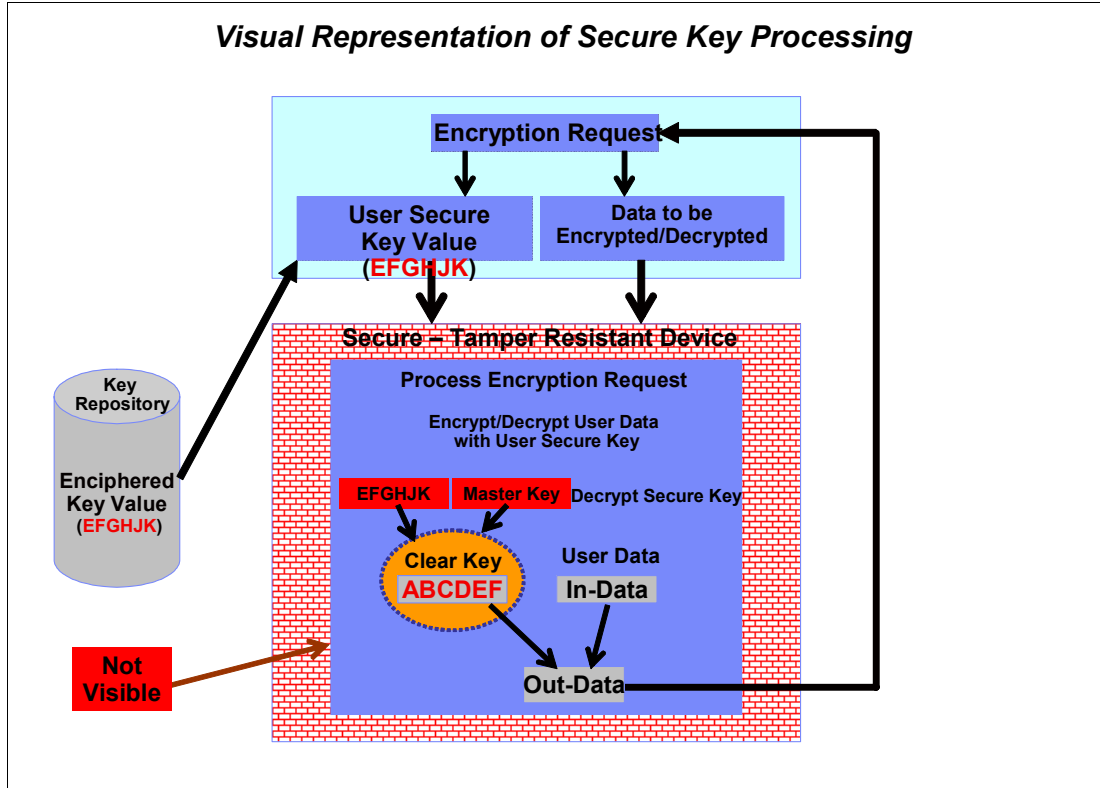 Visual Representation of Secure Key Processing
Encryption Request
User Secure
Key Value
(EFGHJK)
Data to be
Encrypted/Decrypted
Secure – Tamper Resistant Device
Process Encryption Request
Encrypt/Decrypt User Data
with User Secure Key
Key
Repository
Enciphered
Key Value
(EFGHJK)
EFGHJK
Master Key
Decrypt Secure Key
Clear Key
ABCDEF
User Data
In-Data
Not
Visible
Out-Data